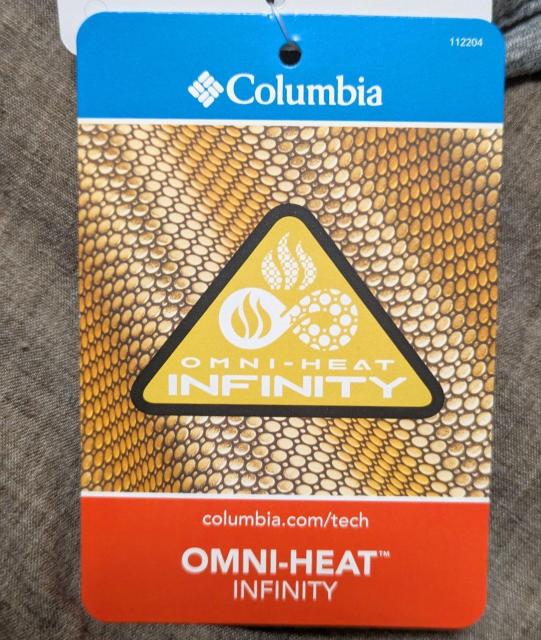 112204
Columbia
OMNI-HEAT
INFINITY
columbia.com/tech
OMNI-HEAT™
INFINITY